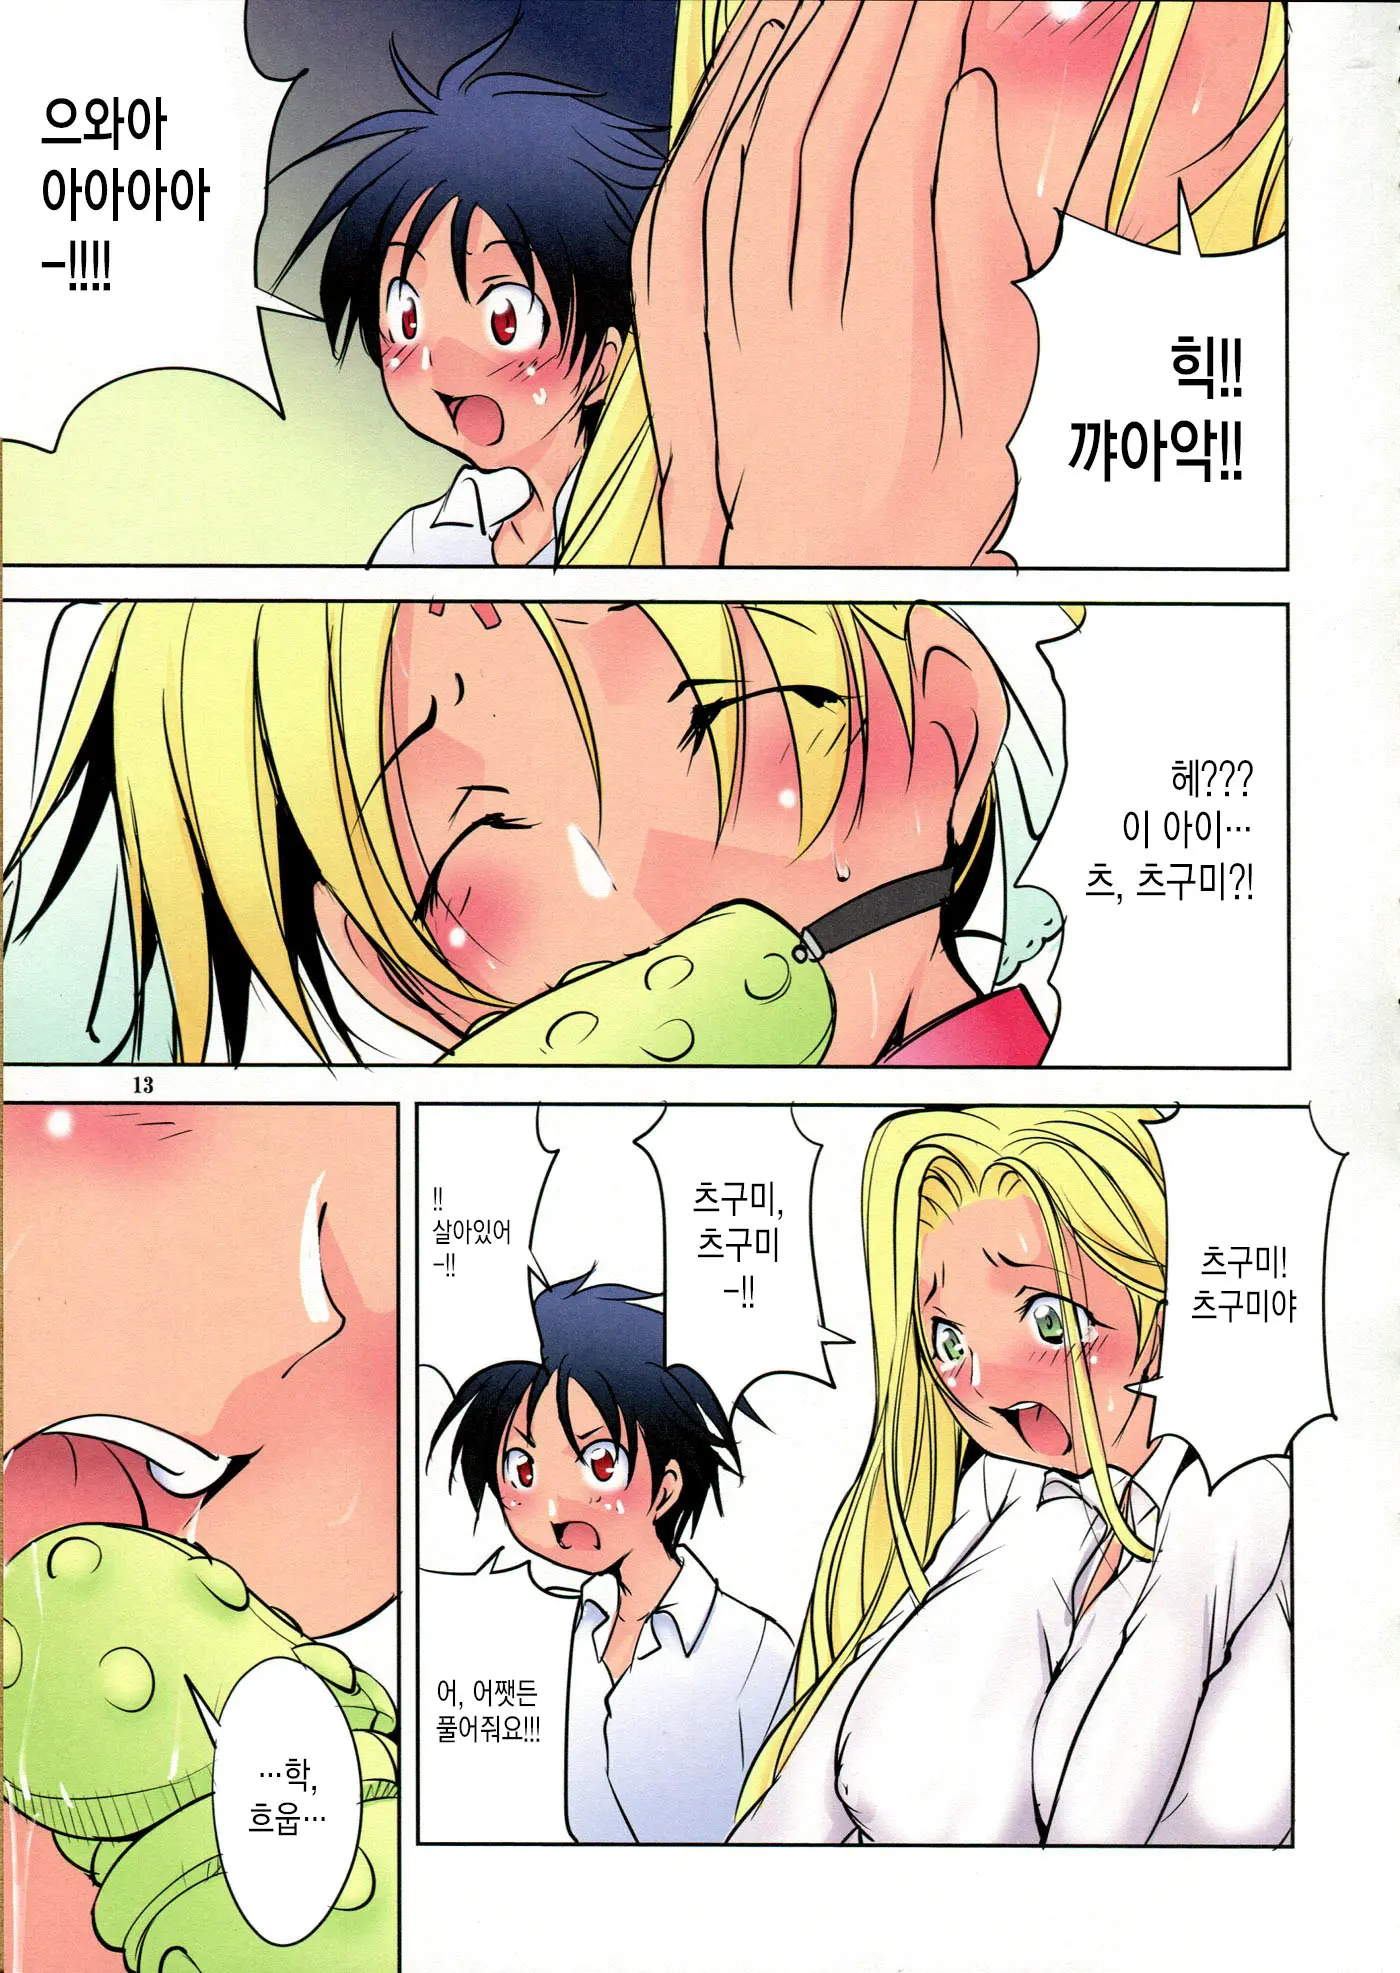 힉!!
꺄아악!!
으와아
아아아아
-!!!!
헤???
이 아이…
츠, 츠구미?!
츠구미!
츠구미야
츠구미,
츠구미
-!!
!!
살아있어
-!!
어, 어쨋든
풀어줘요!!!
…학,
흐웁…
13